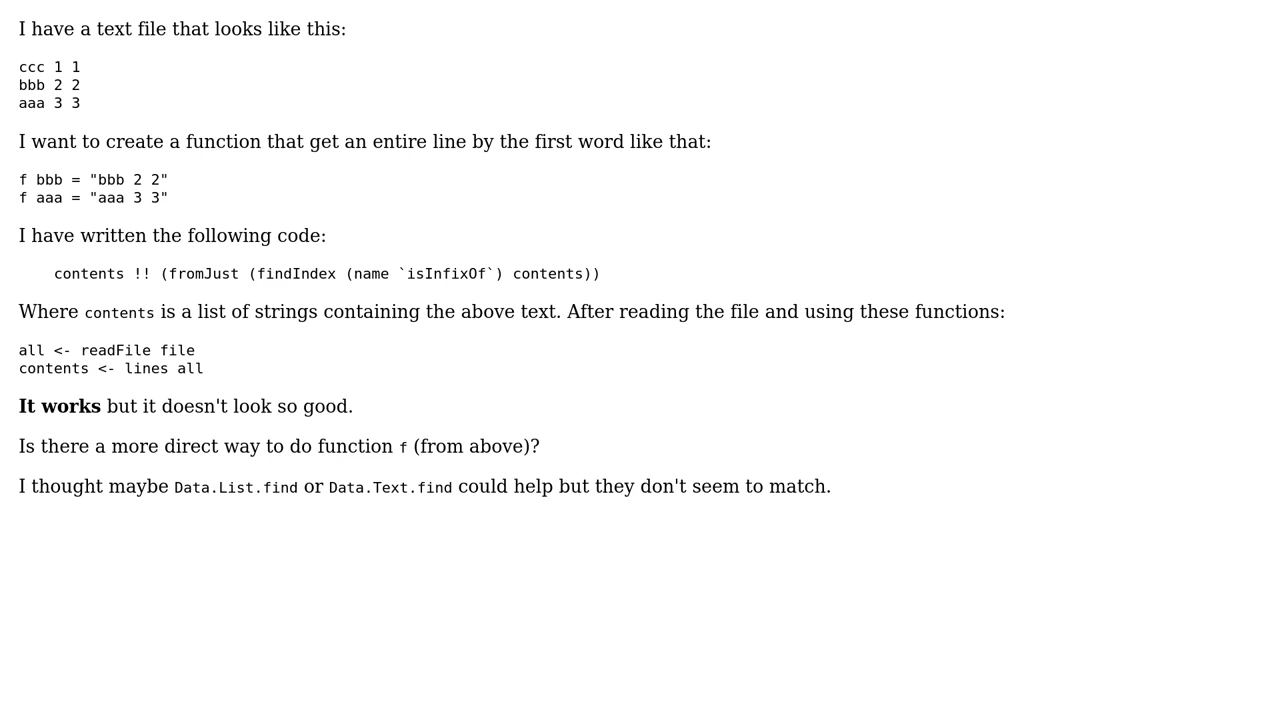 I have a text file that looks like this:
ccc 1 1
bbb 2 2
aaa 3 3
I want to create a function that get an entire line by the first word like that:
f bbb = "bbb 2 2"
f aaa = "aaa 3 3"
I have written the following code:
contents !! (fromJust (findIndex (name `isInfixOf`) contents))
Where contents is a list of strings containing the above text. After reading the file and using these functions:
all <- readFile file
contents <- lines all
It works but it doesn't look so good.
Is there a more direct way to do function f (from above)?
I thought maybe Data.List.find or Data.Text.find could help but they don't seem to match.